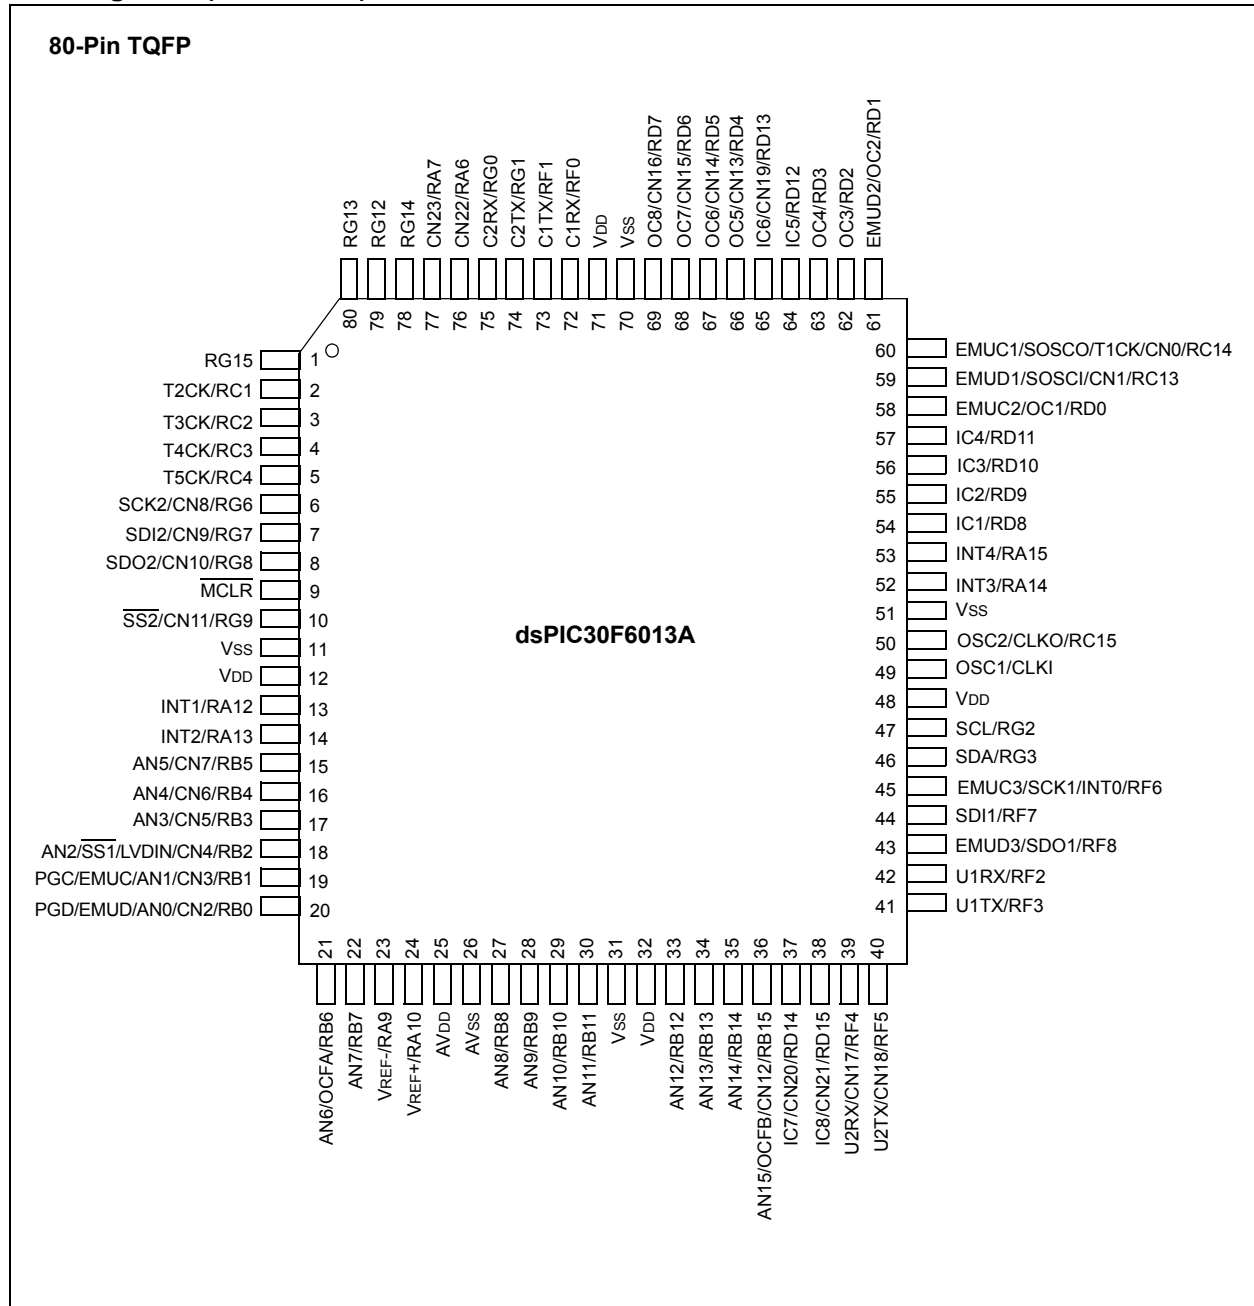 80-Pin TQFP
RG13
RG12
RG14
CN23/RA7
CN22/RA6
C2RX/RG0
C2TX/RG1
C1TX/RF1
C1RX/RF0
VDD
VSS
OC8/CN16/RD7
OC7/CN15/RD6
OC6/CN14/RD5
OC5/CN13/RD4
IC6/CN19/RD13
IC5/RD12
OC4/RD3
OC3/RD2
EMUD2/OC2/RD1
80
79
78
77
76
75
74
73
72
71
70
69
68
67
66
65
64
63
62
61
RG15 1
T2CK/RC1 2
T3CK/RC2 3
T4CK/RC3 4
T5CK/RC4 5
SCK2/CN8/RG6 6
SDI2/CN9/RG7 7
SDO2/CN10/RG8 8
MCLR 9
SS2/CN11/RG9 10
VSS 11
VDD 12
INT1/RA12 13
INT2/RA13 14
AN5/CN7/RB5 15
AN4/CN6/RB4 16
AN3/CN5/RB3 17
AN2/SS1/LVDIN/CN4/RB2 18
PGC/EMUC/AN1/CN3/RB1 19
PGD/EMUD/AN0/CN2/RB0 20
dsPIC30F6013A
60 EMUC1/SOSCO/T1CK/CN0/RC14
59 EMUD1/SOSCI/CN1/RC13
58 EMUC2/OC1/RD0
57 IC4/RD11
56 IC3/RD10
55 IC2/RD9
54 IC1/RD8
53 INT4/RA15
52 INT3/RA14
51 VSS
50 OSC2/CLKO/RC15
49 OSC1/CLKI
48 VDD
47 SCL/RG2
46 SDA/RG3
45 EMUC3/SCK1/INT0/RF6
44 SDI1/RF7
43 EMUD3/SDO1/RF8
42 U1RX/RF2
41 U1TX/RF3
21
22
23
24
25
26
27
28
29
30
31
32
33
34
35
36
37
38
39
40
AN6/OCFA/RB6
AN7/RB7
VREF-/RA9
VREF+/RA10
AVDD
AVSS
AN8/RB8
AN9/RB9
AN10/RB10
AN11/RB11
VSS
VDD
AN12/RB12
AN13/RB13
AN14/RB14
AN15/OCFB/CN12/RB15
IC7/CN20/RD14
IC8/CN21/RD15
U2RX/CN17/RF4
U2TX/CN18/RF5